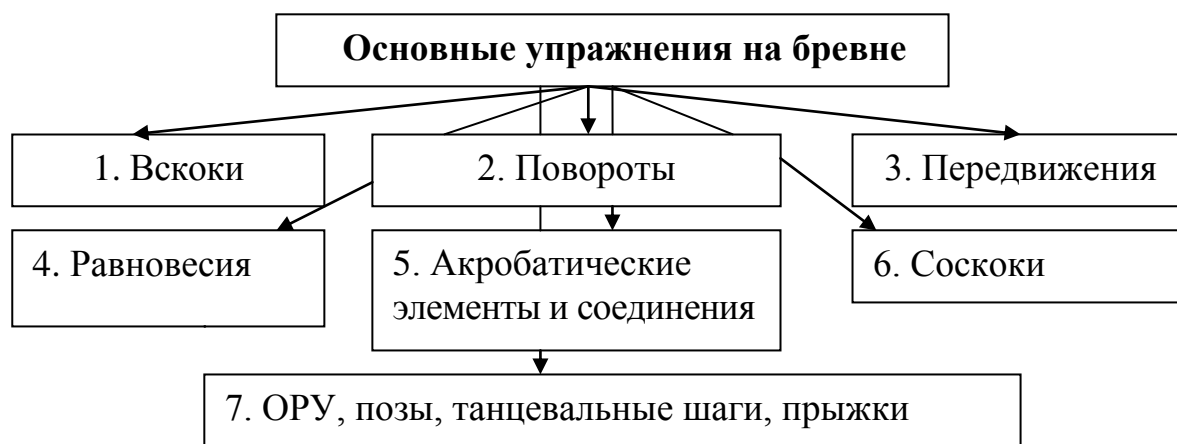 Основные упражнения на бревне
1. Вскоки
2. Повороты
3. Передвижения
4. Равновесия
5. Акробатические
элементы и соединения
6. Соскоки
7. ОРУ, позы, танцевальные шаги, прыжки